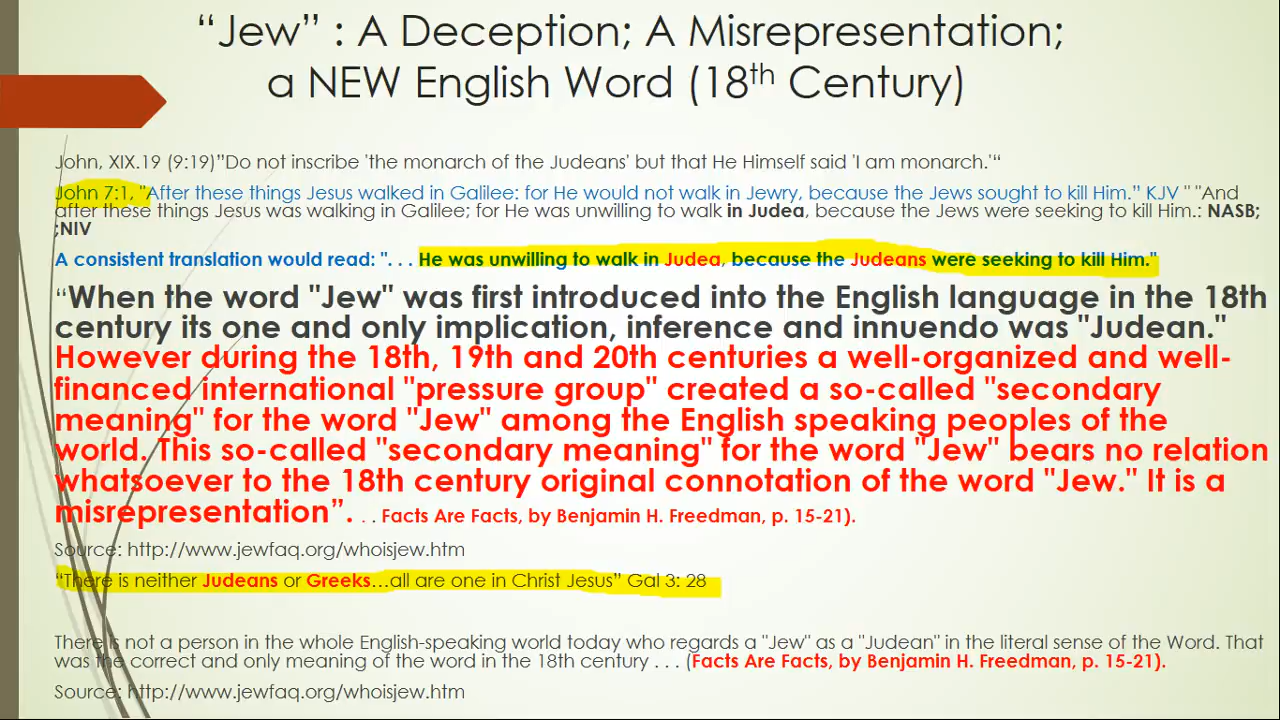 “Jew” : A Deception; A Misrepresentation;
a NEW English Word (18th Century)
John, XIX.19 (9:19)”Do not inscribe 'the monarch of the Judeans' but that He Himself said 'I am monarch.'“
John 7:1, "After these things Jesus walked in Galilee: for He would not walk in Jewry, because the Jews sought to kill Him.” KJV " "And
after these things Jesus was walking in Galilee; for He was unwilling to walk in Judea, because the Jews were seeking to kill Him.: NASB;
;NIV
A consistent translation would read: ". . . He was unwilling to walk in Judea, because the Judeans were seeking to kill Him."
“When the word "Jew" was first introduced into the English language in the 18th
century its one and only implication, inference and innuendo was "Judean."
However during the 18th, 19th and 20th centuries a well-organized and well-
financed international "pressure group" created a so-called "secondary
meaning" for the word "Jew" among the English speaking peoples of the
world. This so-called "secondary meaning" for the word "Jew" bears no relation
whatsoever to the 18th century original connotation of the word "Jew." It is a
misrepresentation”. . . Facts Are Facts, by Benjamin H. Freedman, p. 15-21).
Source: http://www.jewfaq.org/whoisjew.htm
“There is neither Judeans or Greeks…all are one in Christ Jesus” Gal 3: 28
There is not a person in the whole English-speaking world today who regards a "Jew" as a "Judean" in the literal sense of the Word. That
was the correct and only meaning of the word in the 18th century . . . (Facts Are Facts, by Benjamin H. Freedman, p. 15-21).
Source: http://www.jewfaq.org/whoisjew.htm